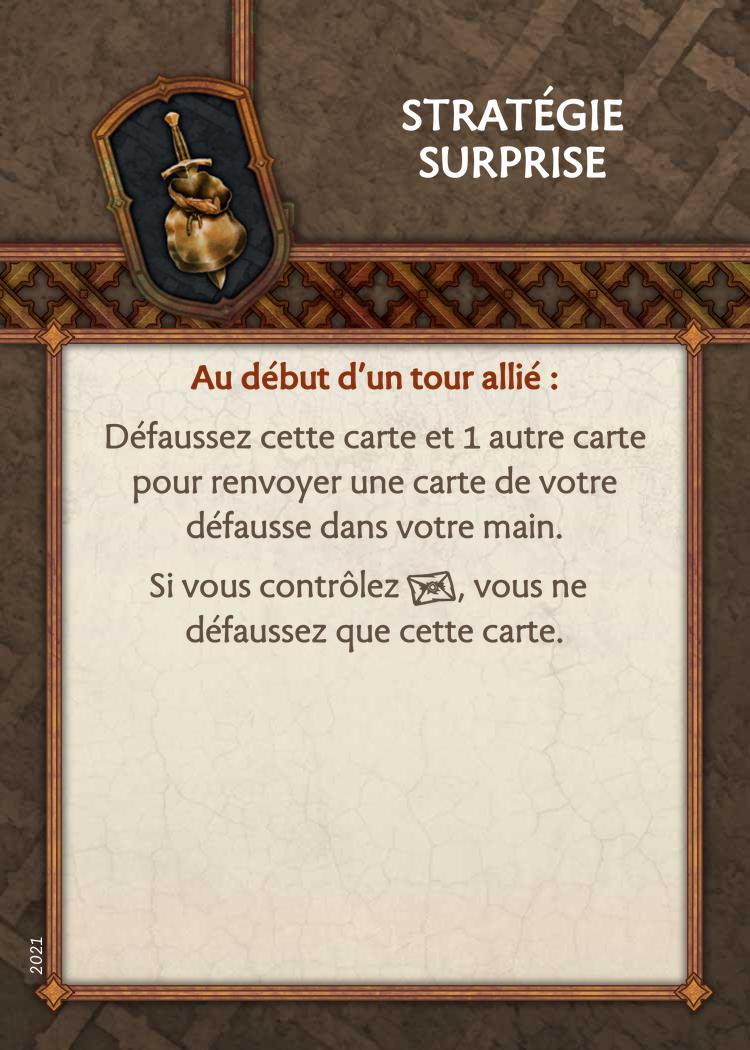 STRATÉGIE
SURPRISE
Au début d'un tour allié :
Défaussez cette carte et 1 autre carte
pour renvoyer une carte de votre
défausse dans votre main.
Si vous contrôlez , vous ne
défaussez que cette carte.
2021